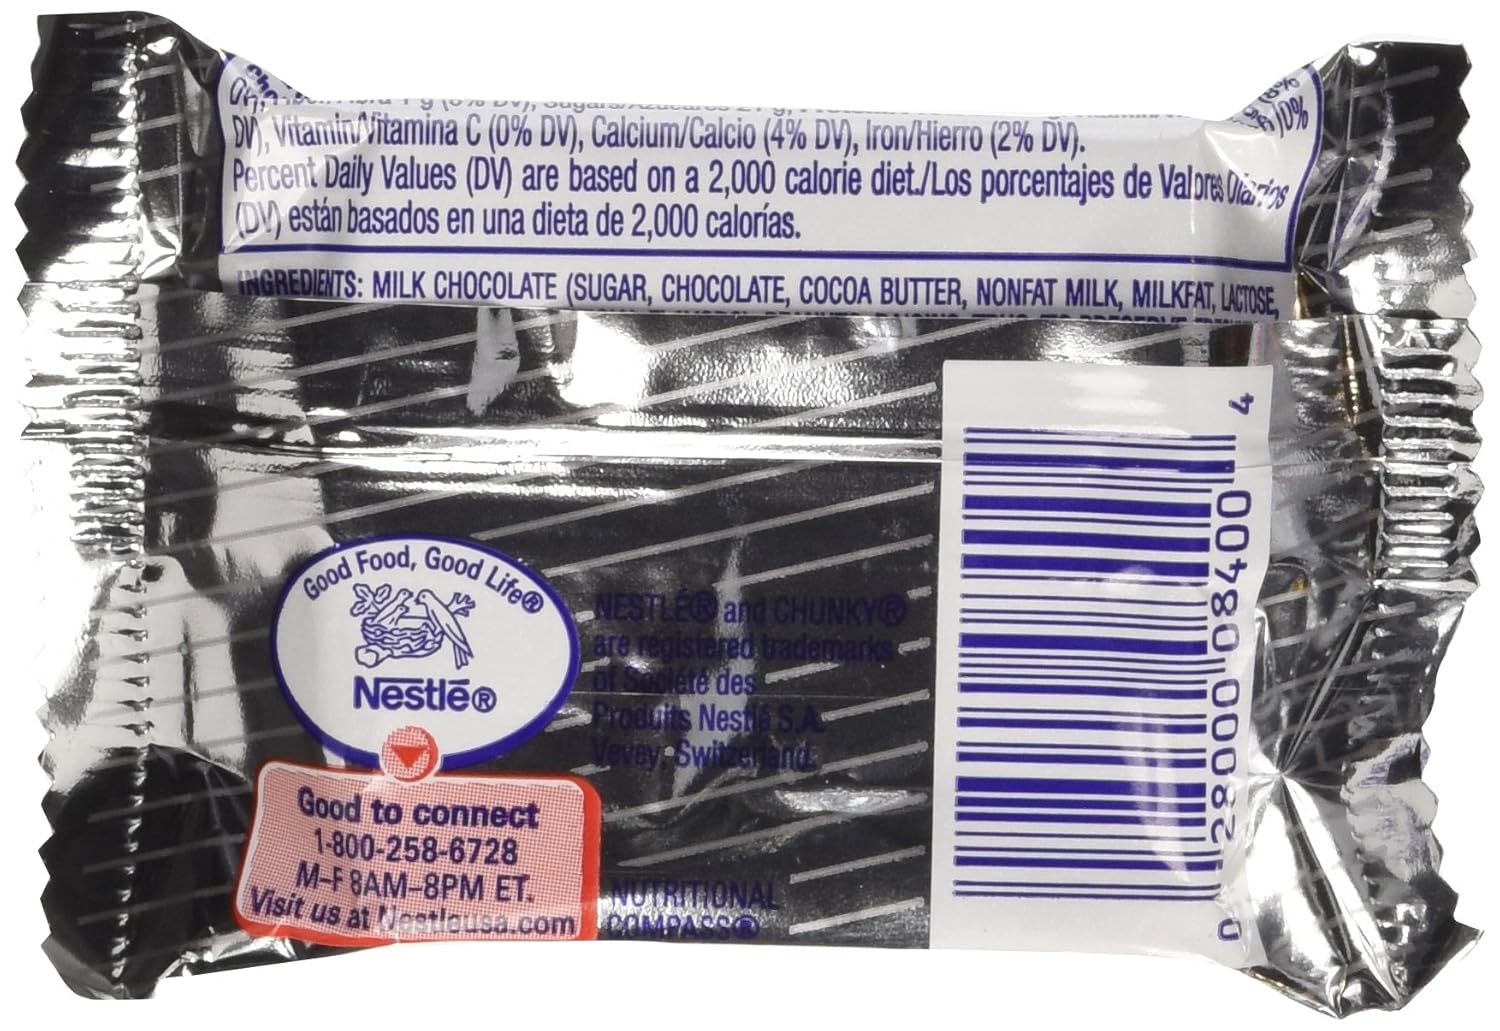 DV), Vitamin/Vitamina C (0% DV), Calcium/Calcio (4% DV), Iron/Hierro (2% DV).
Percent Daily Values (DV) are based on a 2,000 calorie diet./Los porcentajes de Valores Diarios
(DV) están basados en una dieta de 2,000 calorías.
INGREDIENTS: MILK CHOCOLATE (SUGAR, CHOCOLATE, COCOA BUTTER, NONFAT MILK, MILKFAT, LACTOSE,
Good Food, Good Life®
Nestlé®
NESTLÉ® and CHUNKY®
are registered trademarks
of Société des
Produits Nestlé S.A.
Vevey, Switzerland.
Good to connect
1-800-258-6728
M-F 8AM-8PM ET.
Visit us at Nestleusa.com
NUTRITIONAL
COMPASS®
0 28000 08400 4